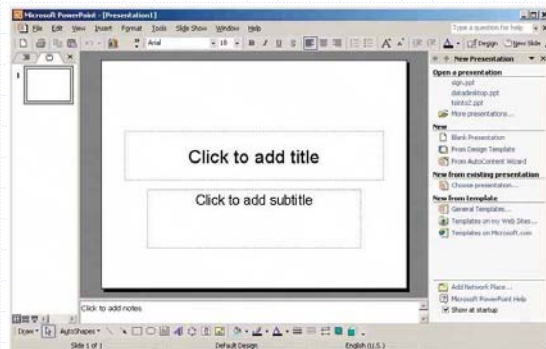 Microsoft PowerPoint - [Presentation1]
File Edit View Insert Format Tools Slide Show Window Help
Type a question for help
Arial
18
B I U S
Design
New Slide
New Presentation
1
Open a presentation
sign.ppt
datadesktop.ppt
More presentations...
New
Blank Presentation
From Design Template
From AutoContent Wizard
New from existing presentation
Choose presentation...
New from template
General Templates...
Templates on my Web Sites...
Templates on Microsoft.com
Click to add title
Click to add subtitle
Add Network Place...
Microsoft PowerPoint Help
Show at startup
Click to add notes
Draw AutoShapes
Slide 1 of 1
Default Design
English (U.S.)